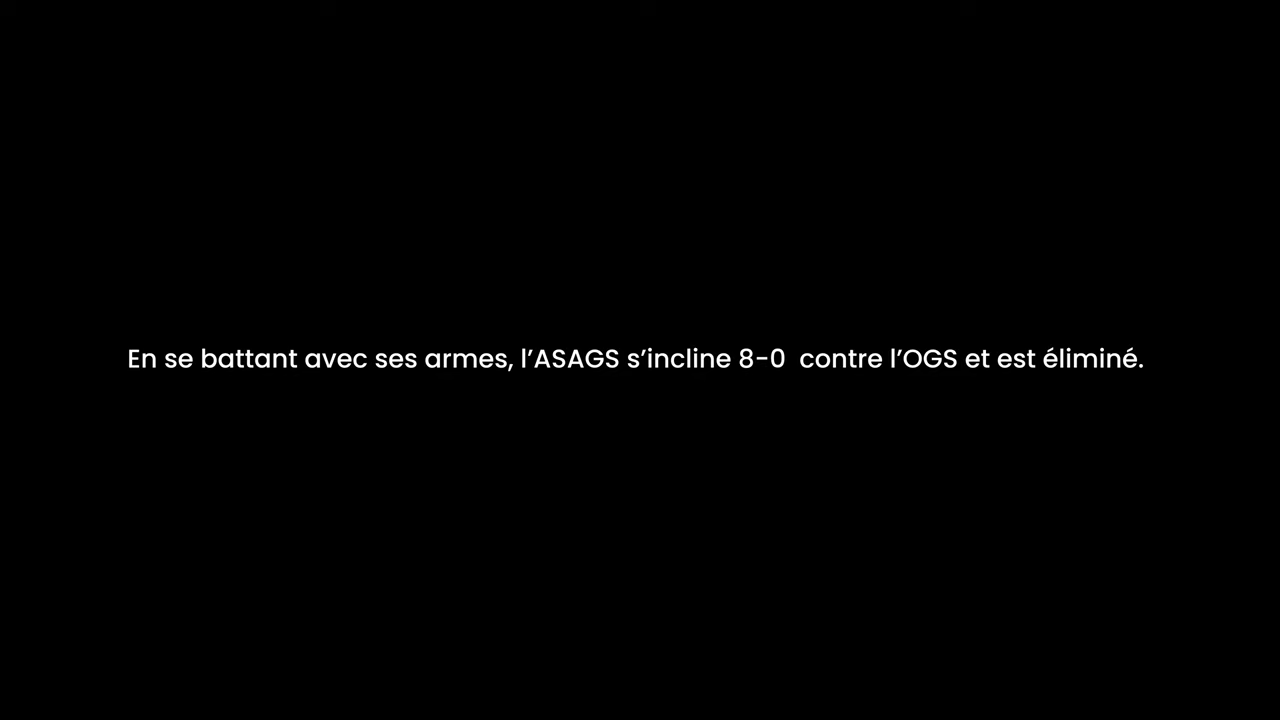 En se battant avec ses armes, l’ASAGS s’incline 8-0  contre l’OGS et est éliminé.